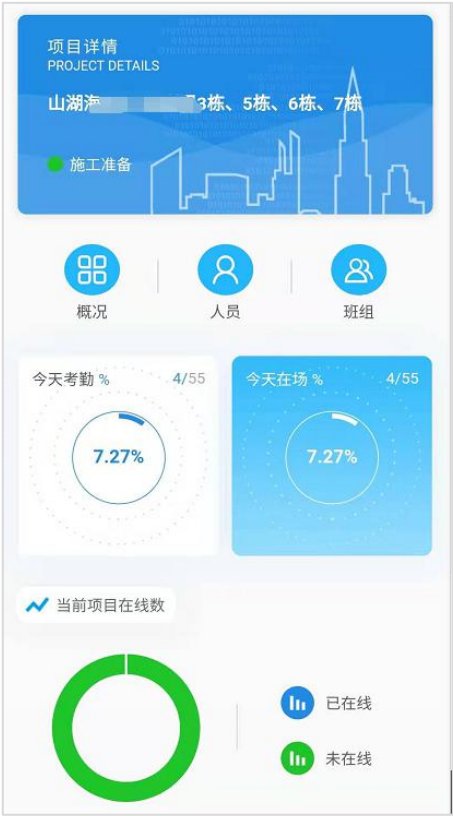 项目详情
PROJECT DETAILS
山湖海 3栋、5栋、6栋、7栋
施工准备
概况
人员
班组
今天考勤 % 4/55
今天在场 % 4/55
7.27%
7.27%
当前项目在线数
已在线
未在线